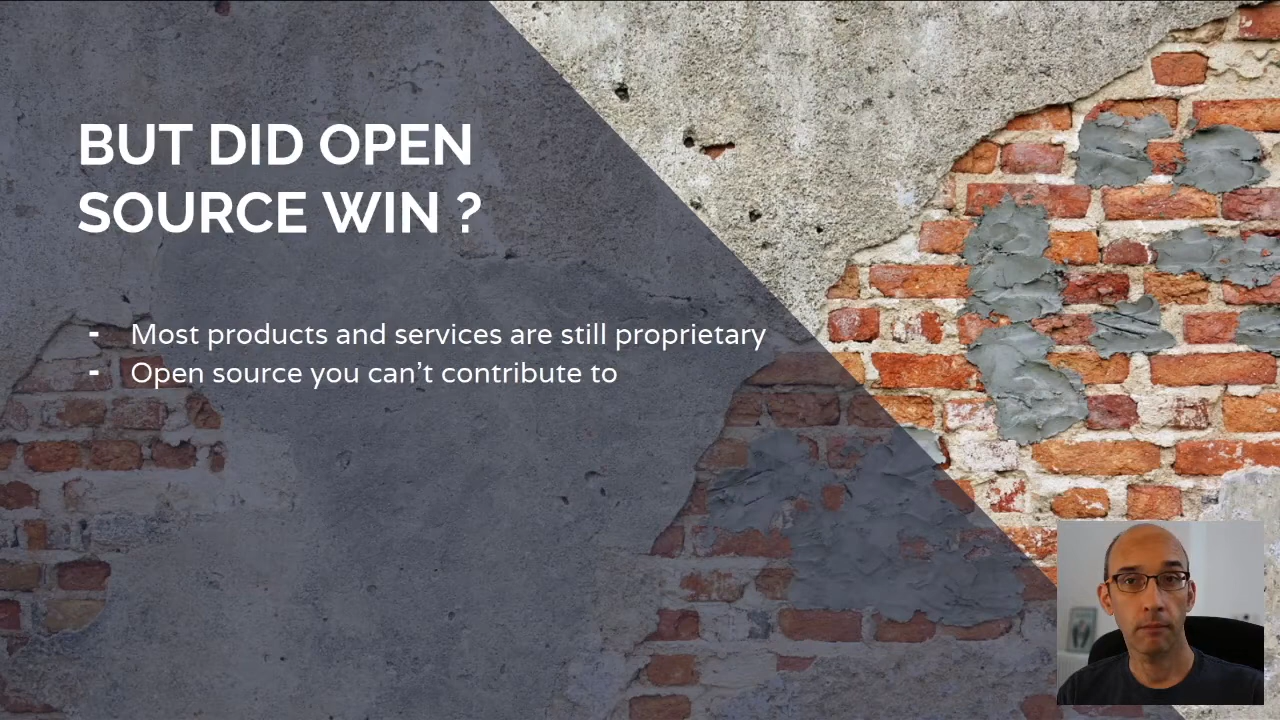 BUT DID OPEN
SOURCE WIN ?
- Most products and services are still proprietary
- Open source you can’t contribute to